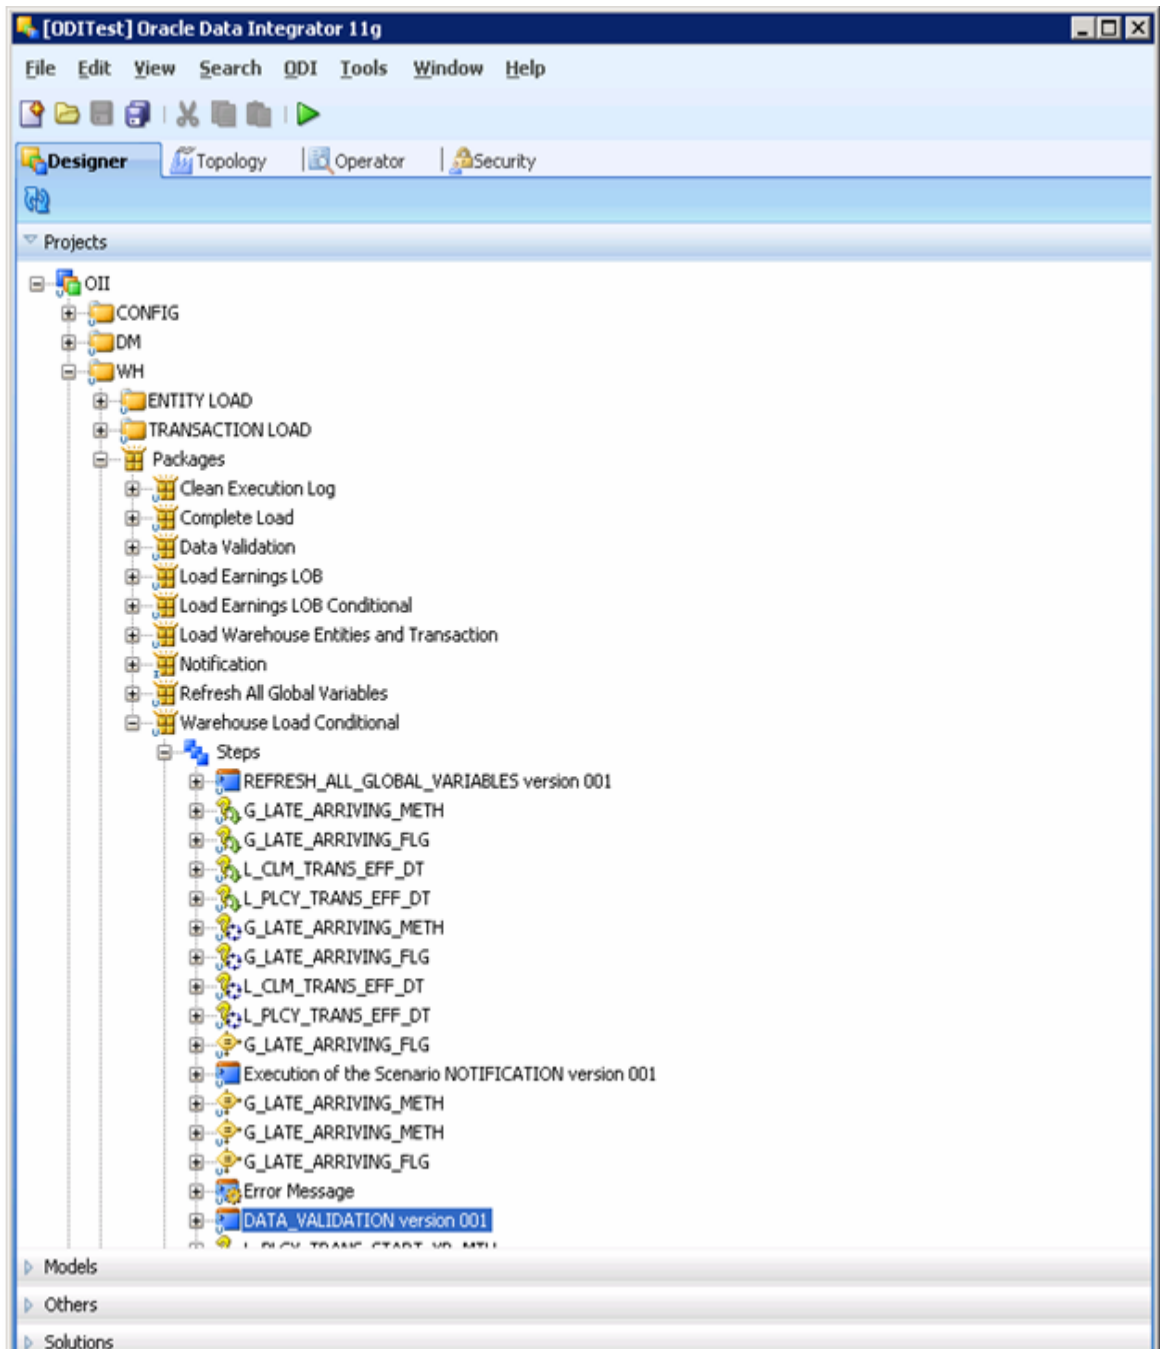 [ODITest] Oracle Data Integrator 11g
File Edit View Search ODI Tools Window Help
Designer Topology Operator Security
Projects
OII
CONFIG
DM
WH
ENTITY LOAD
TRANSACTION LOAD
Packages
Clean Execution Log
Complete Load
Data Validation
Load Earnings LOB
Load Earnings LOB Conditional
Load Warehouse Entities and Transaction
Notification
Refresh All Global Variables
Warehouse Load Conditional
Steps
REFRESH_ALL_GLOBAL_VARIABLES version 001
G_LATE_ARRIVING_METH
G_LATE_ARRIVING_FLG
L_CLM_TRANS_EFF_DT
L_PLCY_TRANS_EFF_DT
G_LATE_ARRIVING_METH
G_LATE_ARRIVING_FLG
L_CLM_TRANS_EFF_DT
L_PLCY_TRANS_EFF_DT
G_LATE_ARRIVING_FLG
Execution of the Scenario NOTIFICATION version 001
G_LATE_ARRIVING_METH
G_LATE_ARRIVING_METH
G_LATE_ARRIVING_FLG
Error Message
DATA_VALIDATION version 001
L_PLCY_TRANS_START_YR_MTH
Models
Others
Solutions